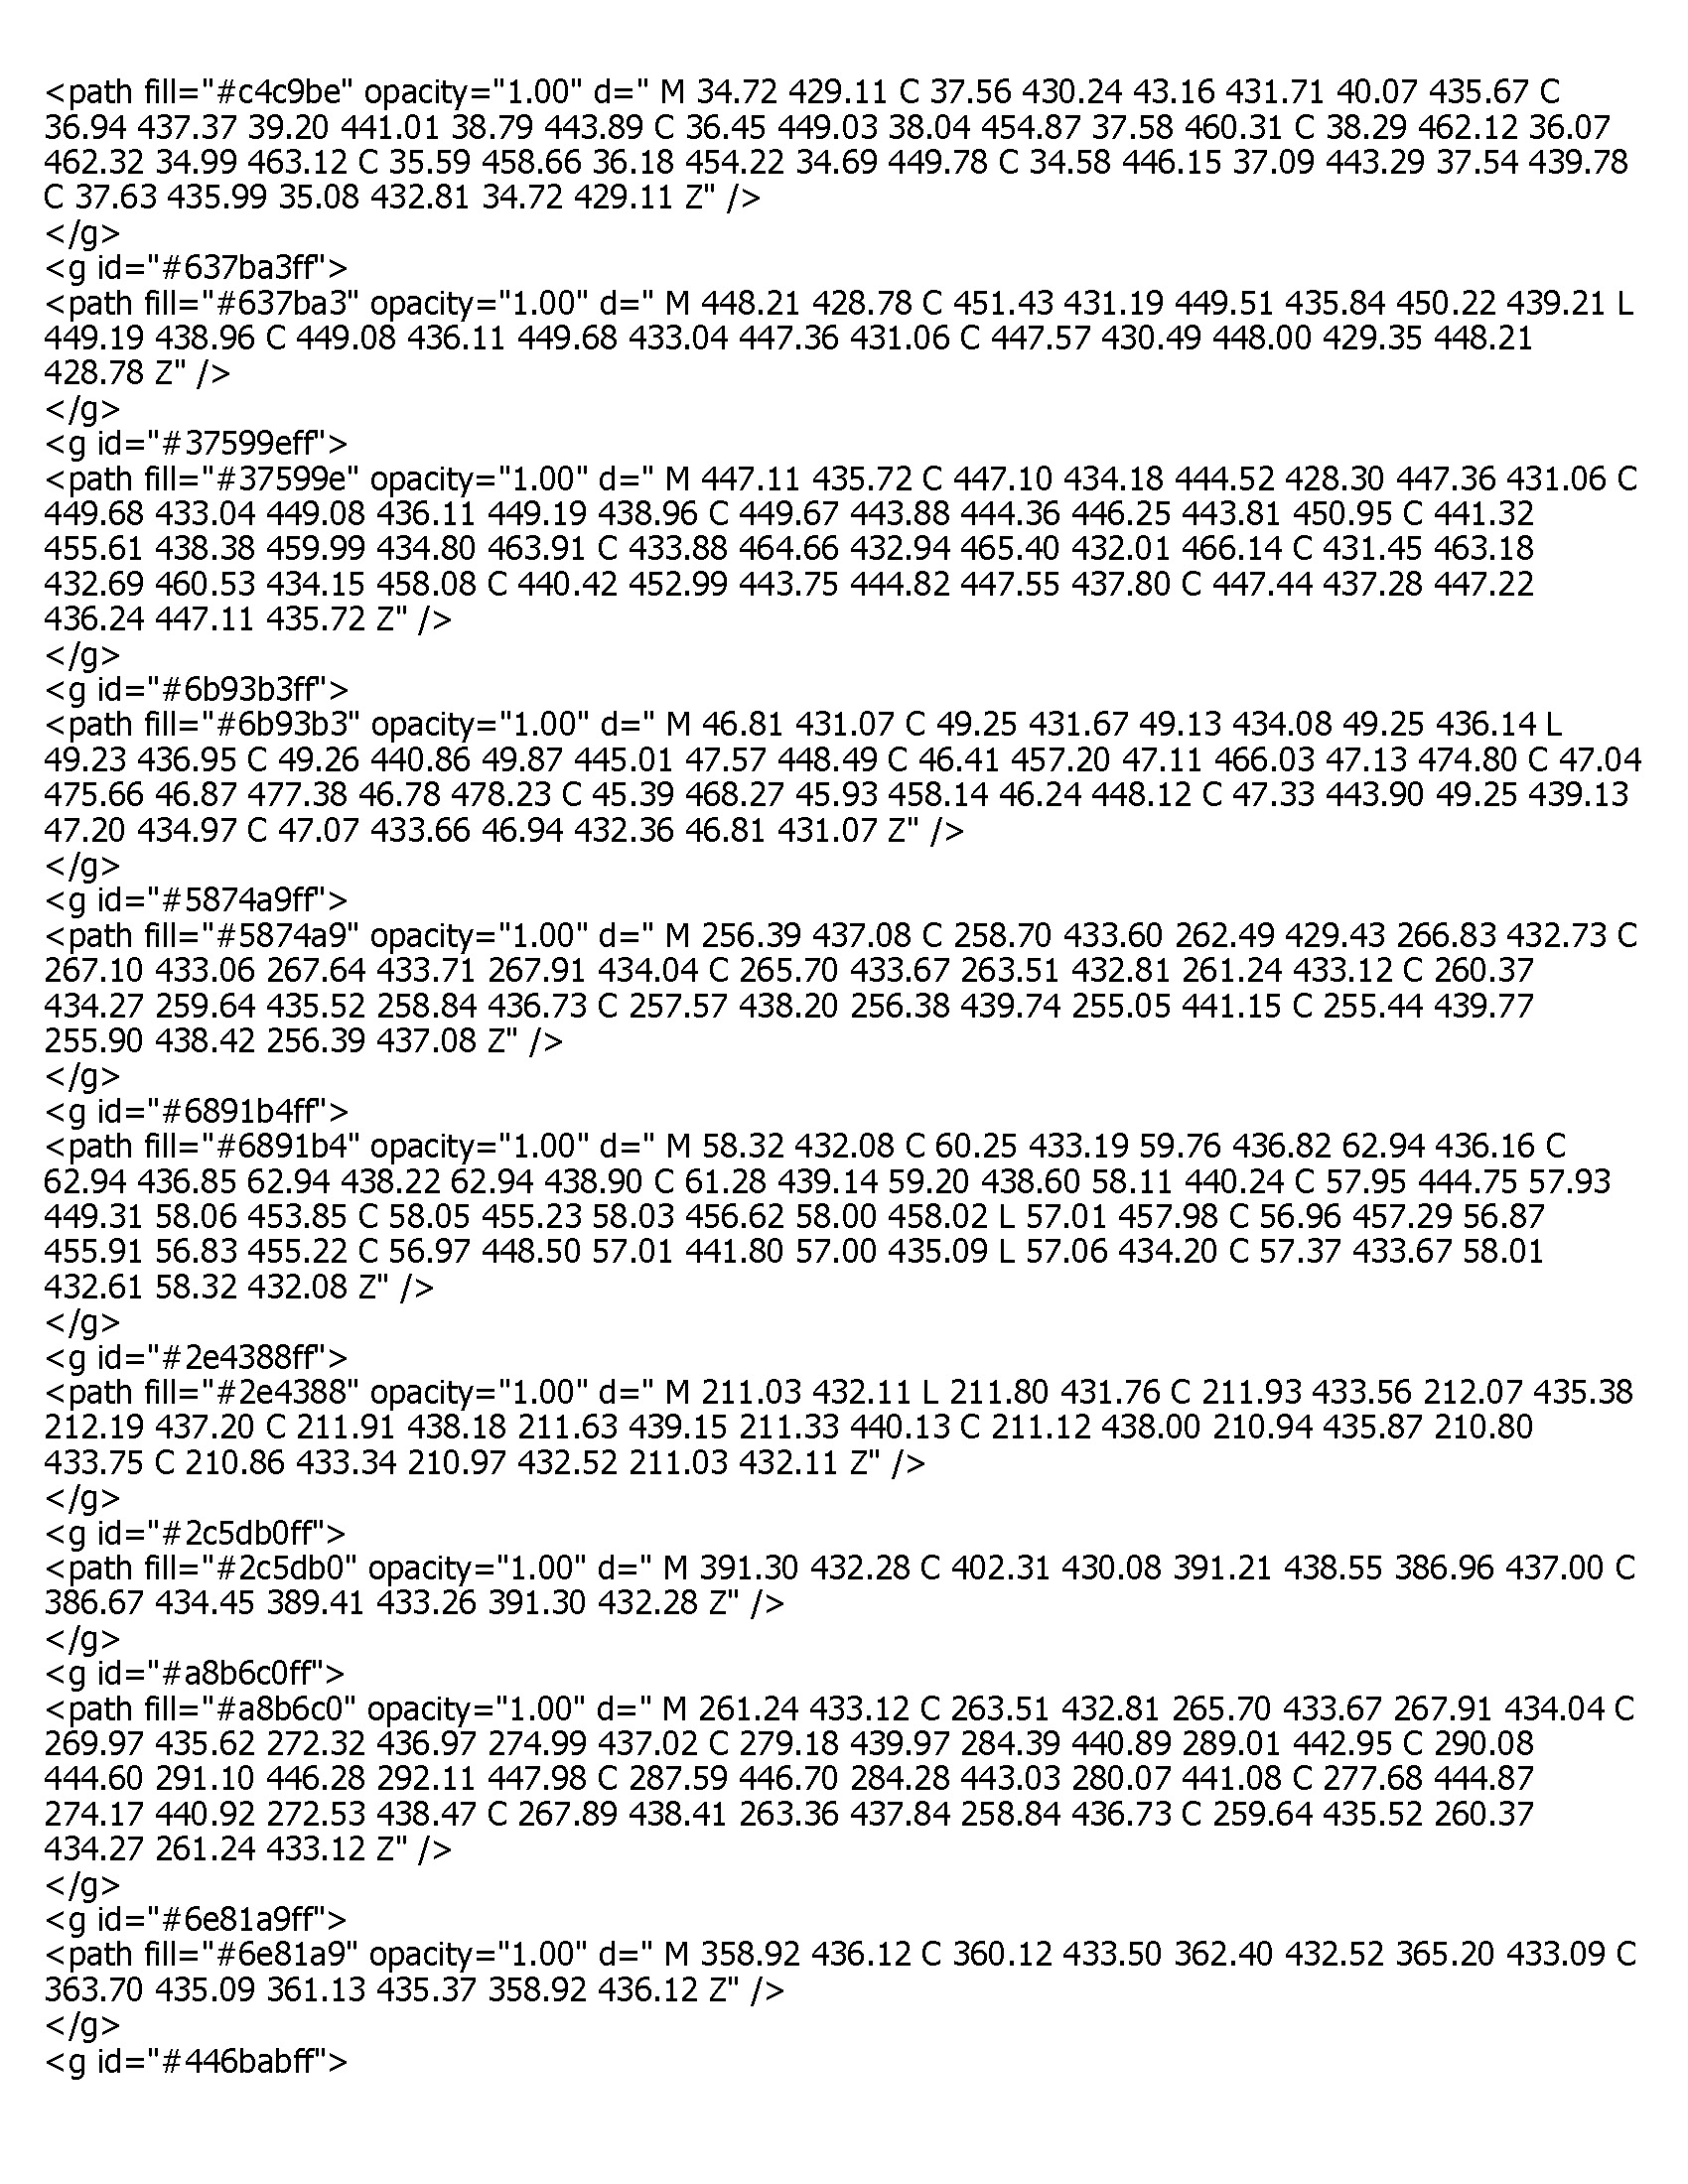 <path fill="#c4c9be" opacity="1.00" d=" M 34.72 429.11 C 37.56 430.24 43.16 431.71 40.07 435.67 C
36.94 437.37 39.20 441.01 38.79 443.89 C 36.45 449.03 38.04 454.87 37.58 460.31 C 38.29 462.12 36.07
462.32 34.99 463.12 C 35.59 458.66 36.18 454.22 34.69 449.78 C 34.58 446.15 37.09 443.29 37.54 439.78
C 37.63 435.99 35.08 432.81 34.72 429.11 Z" />
</g>
<g id="#637ba3ff">
<path fill="#637ba3" opacity="1.00" d=" M 448.21 428.78 C 451.43 431.19 449.51 435.84 450.22 439.21 L
449.19 438.96 C 449.08 436.11 449.68 433.04 447.36 431.06 C 447.57 430.49 448.00 429.35 448.21
428.78 Z" />
</g>
<g id="#37599eff">
<path fill="#37599e" opacity="1.00" d=" M 447.11 435.72 C 447.10 434.18 444.52 428.30 447.36 431.06 C
449.68 433.04 449.08 436.11 449.19 438.96 C 449.67 443.88 444.36 446.25 443.81 450.95 C 441.32
455.61 438.38 459.99 434.80 463.91 C 433.88 464.66 432.94 465.40 432.01 466.14 C 431.45 463.18
432.69 460.53 434.15 458.08 C 440.42 452.99 443.75 444.82 447.55 437.80 C 447.44 437.28 447.22
436.24 447.11 435.72 Z" />
</g>
<g id="#6b93b3ff">
<path fill="#6b93b3" opacity="1.00" d=" M 46.81 431.07 C 49.25 431.67 49.13 434.08 49.25 436.14 L
49.23 436.95 C 49.26 440.86 49.87 445.01 47.57 448.49 C 46.41 457.20 47.11 466.03 47.13 474.80 C 47.04
475.66 46.87 477.38 46.78 478.23 C 45.39 468.27 45.93 458.14 46.24 448.12 C 47.33 443.90 49.25 439.13
47.20 434.97 C 47.07 433.66 46.94 432.36 46.81 431.07 Z" />
</g>
<g id="#5874a9ff">
<path fill="#5874a9" opacity="1.00" d=" M 256.39 437.08 C 258.70 433.60 262.49 429.43 266.83 432.73 C
267.10 433.06 267.64 433.71 267.91 434.04 C 265.70 433.67 263.51 432.81 261.24 433.12 C 260.37
434.27 259.64 435.52 258.84 436.73 C 257.57 438.20 256.38 439.74 255.05 441.15 C 255.44 439.77
255.90 438.42 256.39 437.08 Z" />
</g>
<g id="#6891b4ff">
<path fill="#6891b4" opacity="1.00" d=" M 58.32 432.08 C 60.25 433.19 59.76 436.82 62.94 436.16 C
62.94 436.85 62.94 438.22 62.94 438.90 C 61.28 439.14 59.20 438.60 58.11 440.24 C 57.95 444.75 57.93
449.31 58.06 453.85 C 58.05 455.23 58.03 456.62 58.00 458.02 L 57.01 457.98 C 56.96 457.29 56.87
455.91 56.83 455.22 C 56.97 448.50 57.01 441.80 57.00 435.09 L 57.06 434.20 C 57.37 433.67 58.01
432.61 58.32 432.08 Z" />
</g>
<g id="#2e4388ff">
<path fill="#2e4388" opacity="1.00" d=" M 211.03 432.11 L 211.80 431.76 C 211.93 433.56 212.07 435.38
212.19 437.20 C 211.91 438.18 211.63 439.15 211.33 440.13 C 211.12 438.00 210.94 435.87 210.80
433.75 C 210.86 433.34 210.97 432.52 211.03 432.11 Z" />
</g>
<g id="#2c5db0ff">
<path fill="#2c5db0" opacity="1.00" d=" M 391.30 432.28 C 402.31 430.08 391.21 438.55 386.96 437.00 C
386.67 434.45 389.41 433.26 391.30 432.28 Z" />
</g>
<g id="#a8b6c0ff">
<path fill="#a8b6c0" opacity="1.00" d=" M 261.24 433.12 C 263.51 432.81 265.70 433.67 267.91 434.04 C
269.97 435.62 272.32 436.97 274.99 437.02 C 279.18 439.97 284.39 440.89 289.01 442.95 C 290.08
444.60 291.10 446.28 292.11 447.98 C 287.59 446.70 284.28 443.03 280.07 441.08 C 277.68 444.87
274.17 440.92 272.53 438.47 C 267.89 438.41 263.36 437.84 258.84 436.73 C 259.64 435.52 260.37
434.27 261.24 433.12 Z" />
</g>
<g id="#6e81a9ff">
<path fill="#6e81a9" opacity="1.00" d=" M 358.92 436.12 C 360.12 433.50 362.40 432.52 365.20 433.09 C
363.70 435.09 361.13 435.37 358.92 436.12 Z" />
</g>
<g id="#446babff">